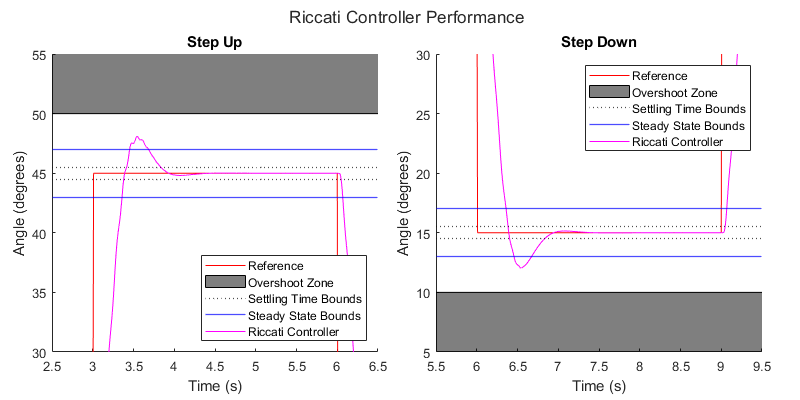 Riccati Controller Performance
Step Up
55
50
45
40
35
30
2.5 3 3.5 4 4.5 5 5.5 6 6.5
Angle (degrees)
Time (s)
Reference
Overshoot Zone
Settling Time Bounds
Steady State Bounds
Riccati Controller
Step Down
30
25
20
15
10
5
5.5 6 6.5 7 7.5 8 8.5 9 9.5
Angle (degrees)
Time (s)
Reference
Overshoot Zone
Settling Time Bounds
Steady State Bounds
Riccati Controller